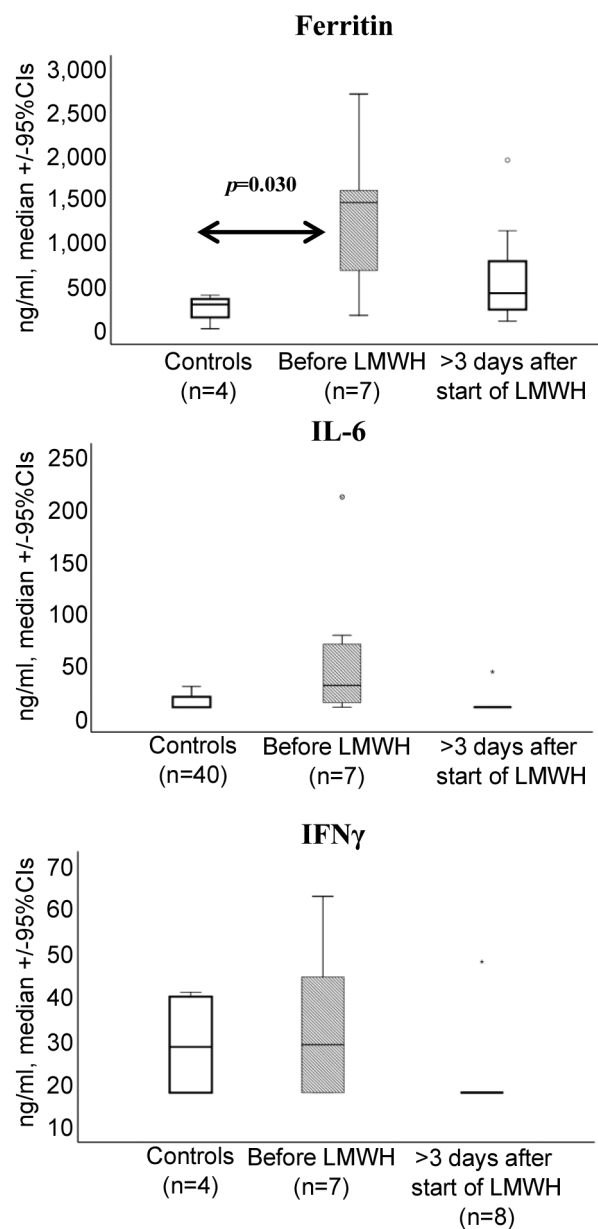 Ferritin
ng/ml, median +/-95%CIs
3,000
2,500
2,000
1,500
1,000
500
0
p=0.030
Controls
(n=4)
Before LMWH
(n=7)
>3 days after
start of LMWH
IL-6
ng/ml, median +/-95%CIs
250
200
150
100
50
0
Controls
(n=40)
Before LMWH
(n=7)
>3 days after
start of LMWH
IFNγ
ng/ml, median +/-95%CIs
70
60
50
40
30
20
10
Controls
(n=4)
Before LMWH
(n=7)
>3 days after
start of LMWH
(n=8)